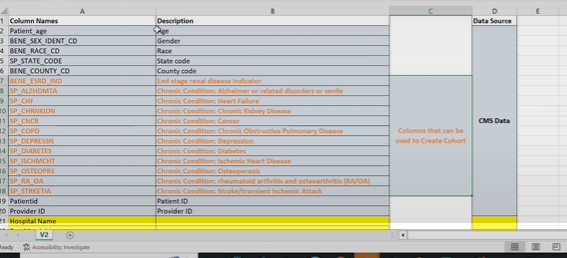 A B C D E
1 Column Names Description Data Source
2 Patient_age Age
3 BENE_SEX_IDENT_CD Gender
4 BENE_RACE_CD Race
5 SP_STATE_CODE State code
6 BENE_COUNTY_CD County code
7 BENE_ESRD_IND End stage renal disease Indicator
8 SP_ALZHDMTA Chronic Condition: Alzheimer or related disorders or senile
9 SP_CHF Chronic Condition: Heart Failure
10 SP_CHRNKIDN Chronic Condition: Chronic Kidney Disease
11 SP_CNCR Chronic Condition: Cancer
12 SP_COPD Chronic Condition: Chronic Obstructive Pulmonary Disease
13 SP_DEPRESSN Chronic Condition: Depression
14 SP_DIABETES Chronic Condition: Diabetes
15 SP_ISCHMCHT Chronic Condition: Ischemic Heart Disease
16 SP_OSTEOPRS Chronic Condition: Osteoporosis
17 SP_RA_OA Chronic Condition: rheumatoid arthritis and osteoarthritis (RA/OA)
18 SP_STRKETIA Chronic Condition: Stroke/transient Ischemic Attack
Columns that can be
used to Create Cohort
CMS Data
19 Patientid Patient ID
20 Provider ID Provider ID
21 Hospital Name
V2
Ready Accessibility: Investigate